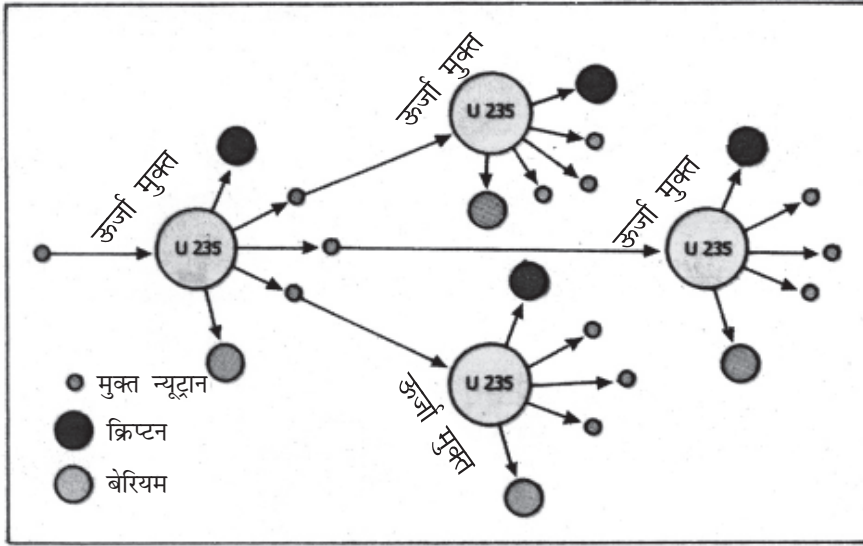 ऊर्जा मुक्त
U 235
ऊर्जा मुक्त
U 235
ऊर्जा मुक्त
U 235
ऊर्जा मुक्त
U 235
मुक्त न्यूट्रान
क्रिप्टन
बेरियम